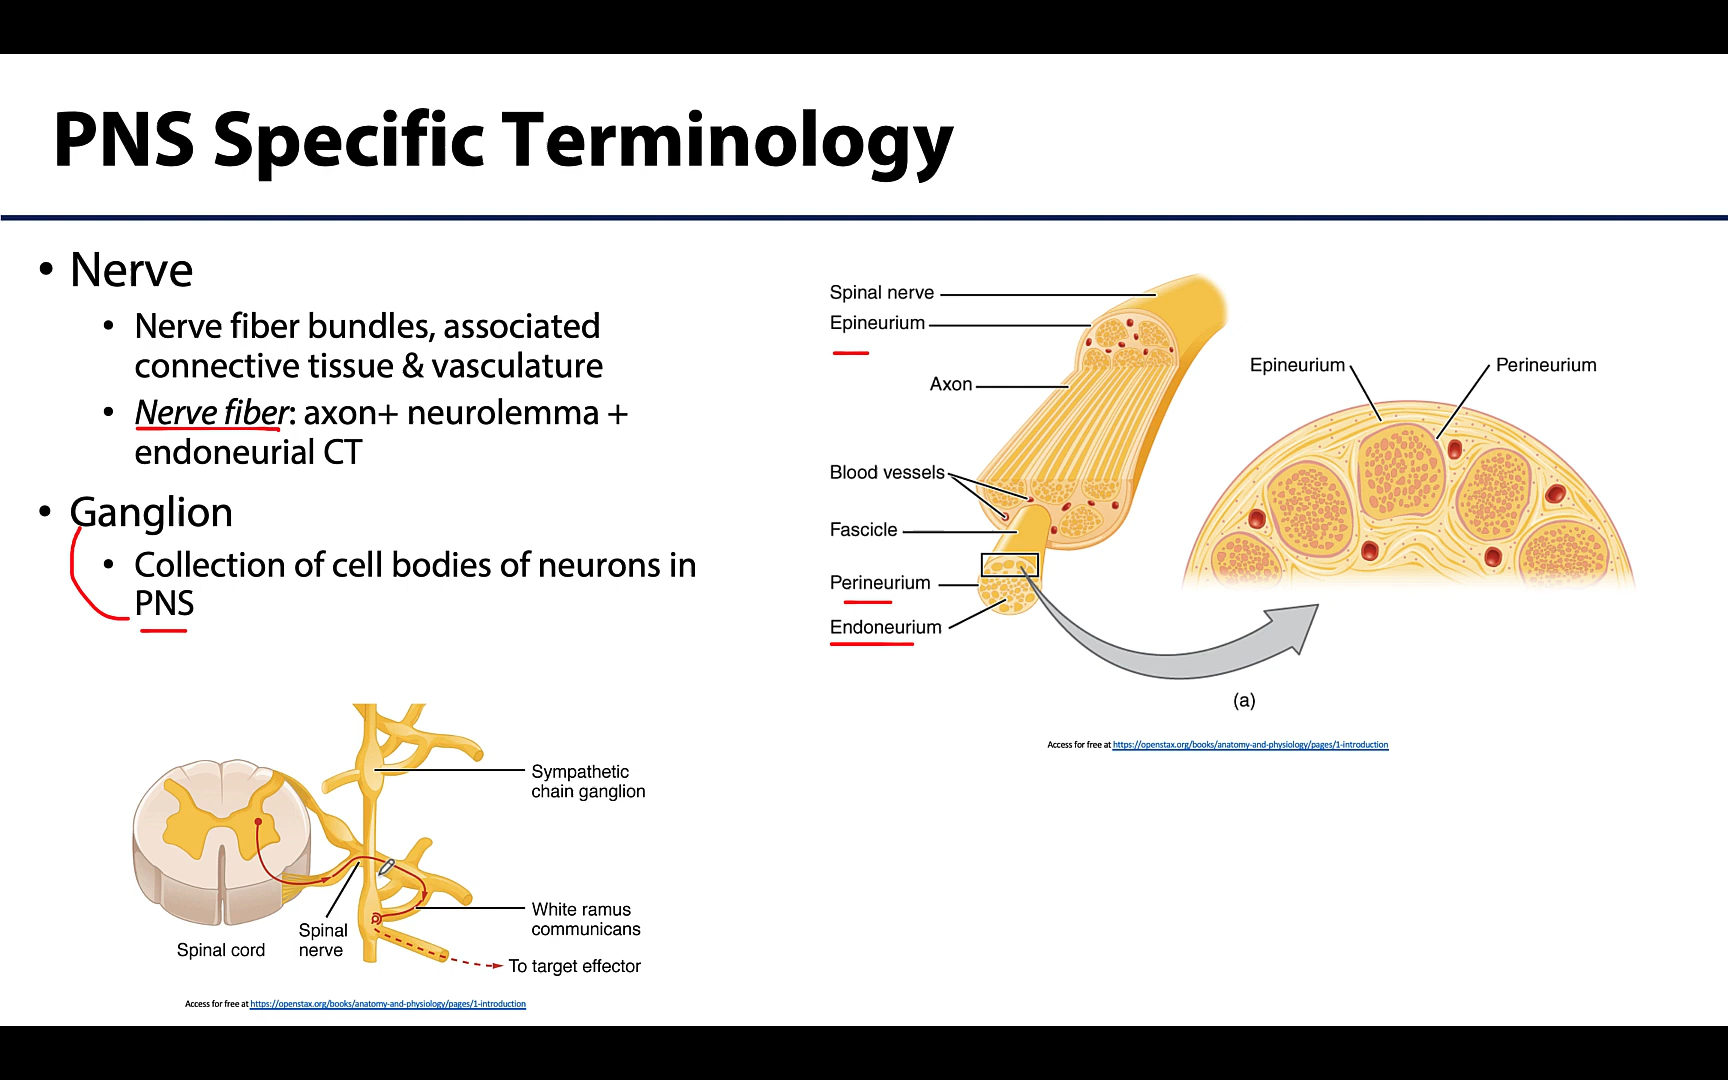 PNS Specific Terminology
• Nerve
• Nerve fiber bundles, associated
connective tissue & vasculature
• Nerve fiber: axon+ neurolemma +
endoneurial CT
• Ganglion
• Collection of cell bodies of neurons in
PNS
Spinal nerve
Epineurium
Axon
Blood vessels
Fascicle
Perineurium
Endoneurium
Epineurium
Perineurium
(a)
Access for free at https://openstax.org/books/anatomy-and-physiology/pages/1-introduction
Sympathetic
chain ganglion
White ramus
communicans
To target effector
Spinal
nerve
Spinal cord
Access for free at https://openstax.org/books/anatomy-and-physiology/pages/1-introduction